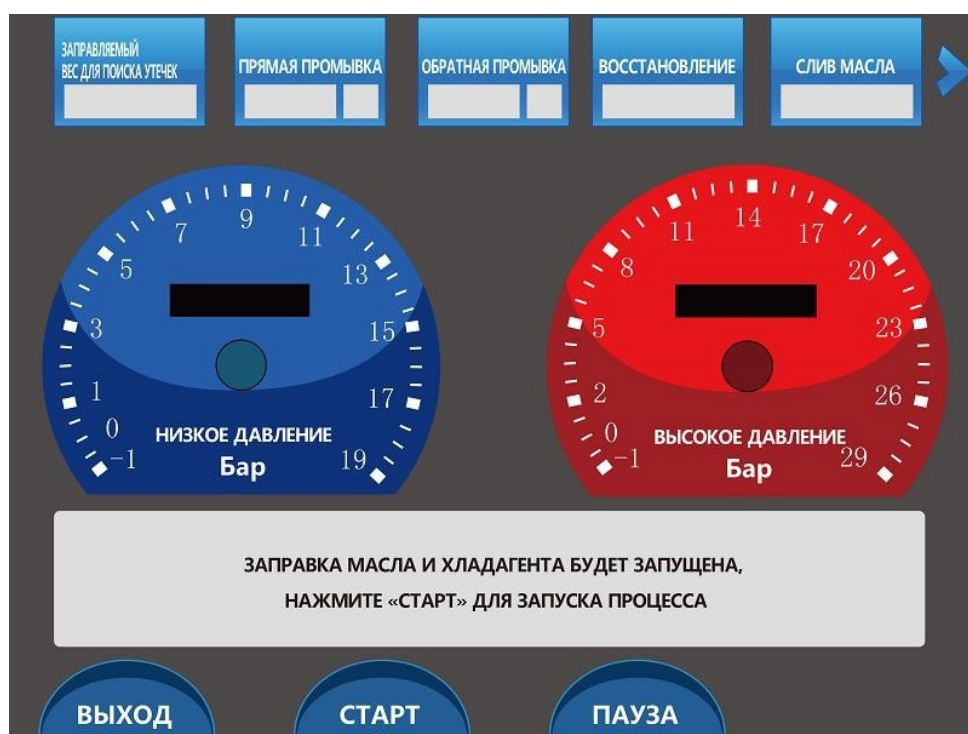 ЗАПРАВЛЯЕМЫЙ
ВЕС ДЛЯ ПОИСКА УТЕЧЕК
ПРЯМАЯ ПРОМЫВКА
ОБРАТНАЯ ПРОМЫВКА
ВОССТАНОВЛЕНИЕ
СЛИВ МАСЛА
-1
0
1
3
5
7
9
11
13
15
17
19
НИЗКОЕ ДАВЛЕНИЕ
Бар
-1
0
2
5
8
11
14
17
20
23
26
29
ВЫСОКОЕ ДАВЛЕНИЕ
Бар
ЗАПРАВКА МАСЛА И ХЛАДАГЕНТА БУДЕТ ЗАПУЩЕНА,
НАЖМИТЕ «СТАРТ» ДЛЯ ЗАПУСКА ПРОЦЕССА
ВЫХОД
СТАРТ
ПАУЗА